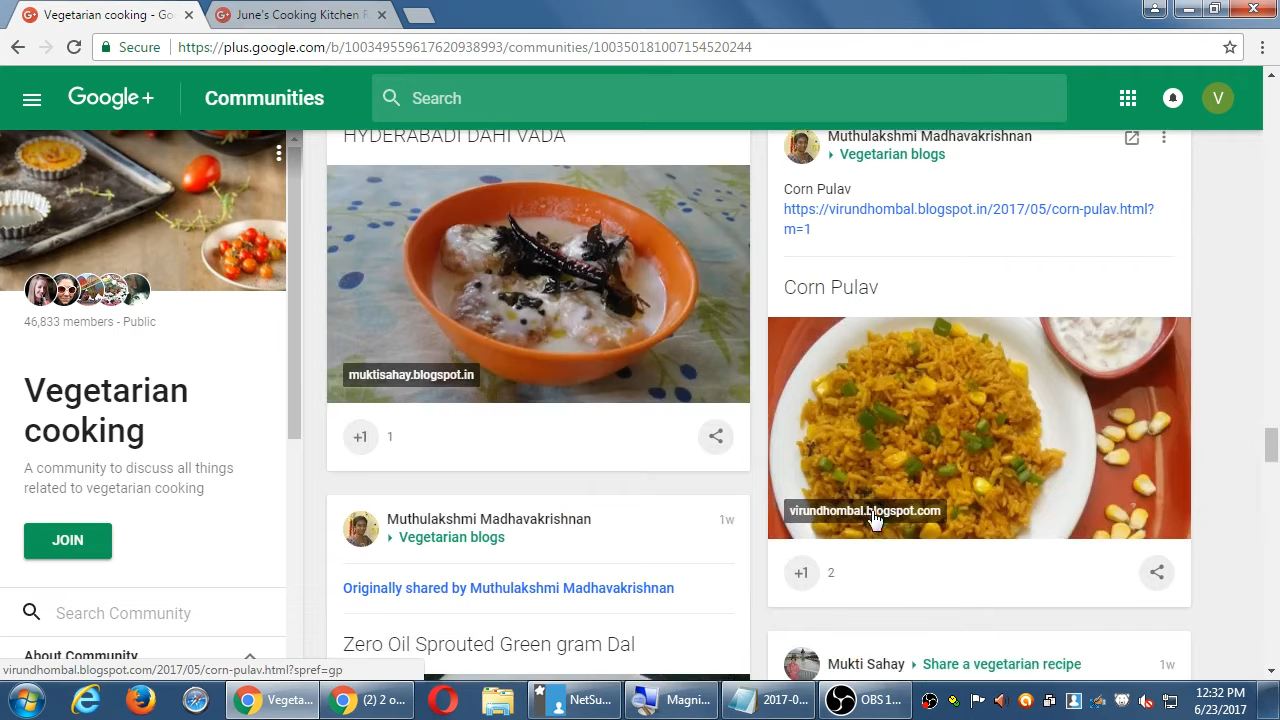 Vegetarian cooking - Go
June's Cooking Kitchen R
Secure
https://plus.google.com/b/100349559617620938993/communities/100350181007154520244
Google+
Communities
Search
V
46,833 members - Public
Vegetarian
cooking
A community to discuss all things
related to vegetarian cooking
JOIN
Search Community
About Community
HYDERABADI DAHI VADA
muktisahay.blogspot.in
+1
1
Muthulakshmi Madhavakrishnan
1w
Vegetarian blogs
Originally shared by Muthulakshmi Madhavakrishnan
Zero Oil Sprouted Green gram Dal
Muthulakshmi Madhavakrishnan
Vegetarian blogs
Corn Pulav
https://virundhombal.blogspot.in/2017/05/corn-pulav.html?
m=1
Corn Pulav
virundhombal.blogspot.com
+1
2
Mukti Sahay
Share a vegetarian recipe
1w
virundhombal.blogspot.com/2017/05/corn-pulav.html?spref=gp
Vegeta...
(2) 2 o...
NetSu...
Magni...
2017-0...
OBS 1...
12:32 PM
6/23/2017